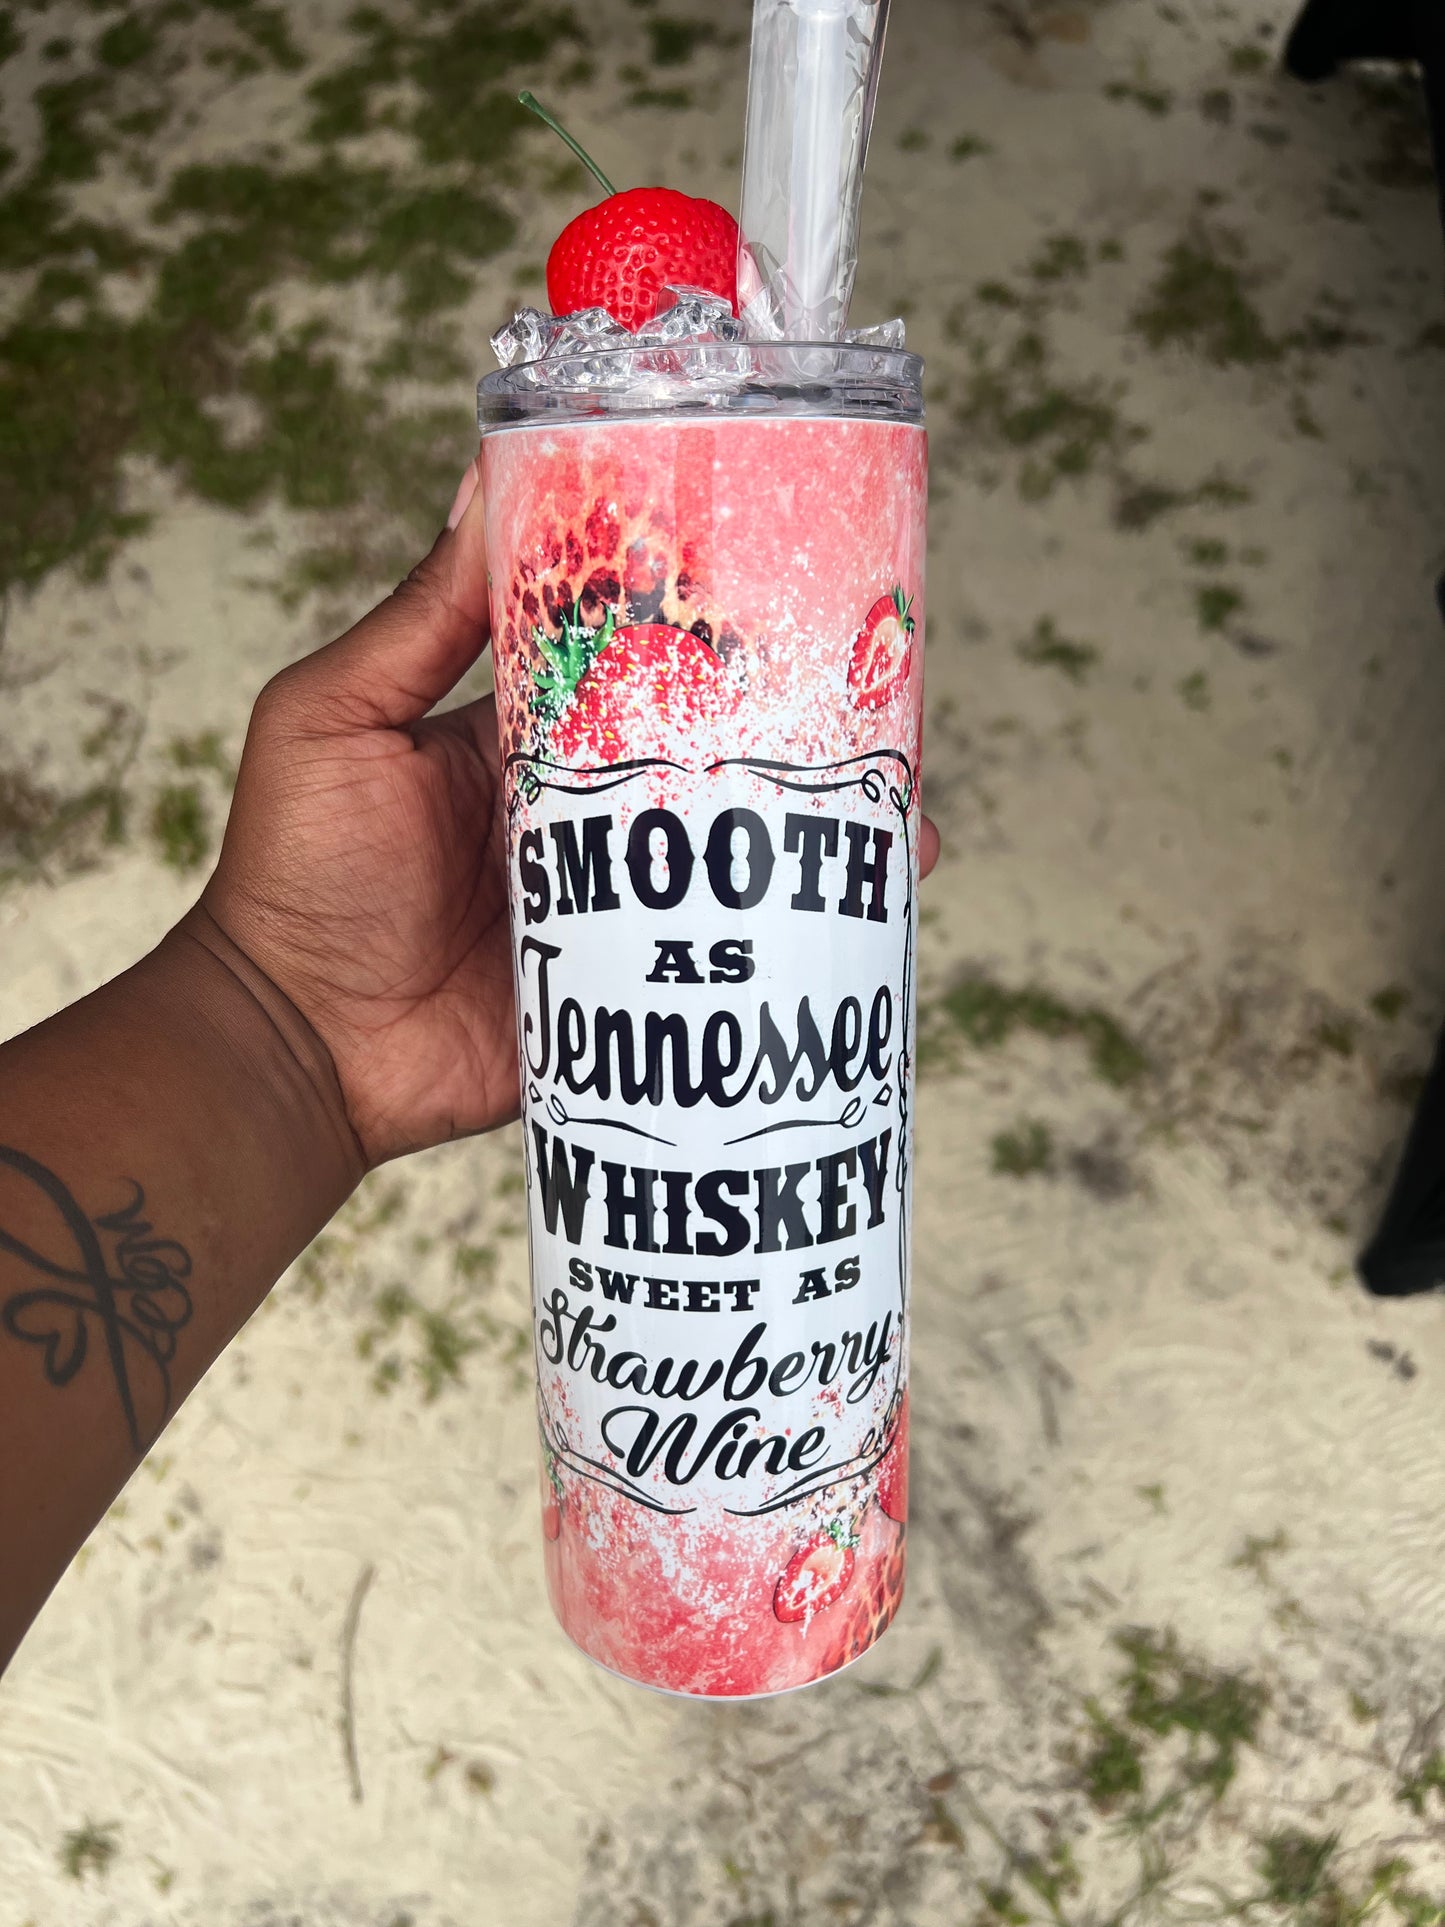 SMOOTH
AS
Tennessee
WHISKEY
SWEET AS
Strawberry
Wine